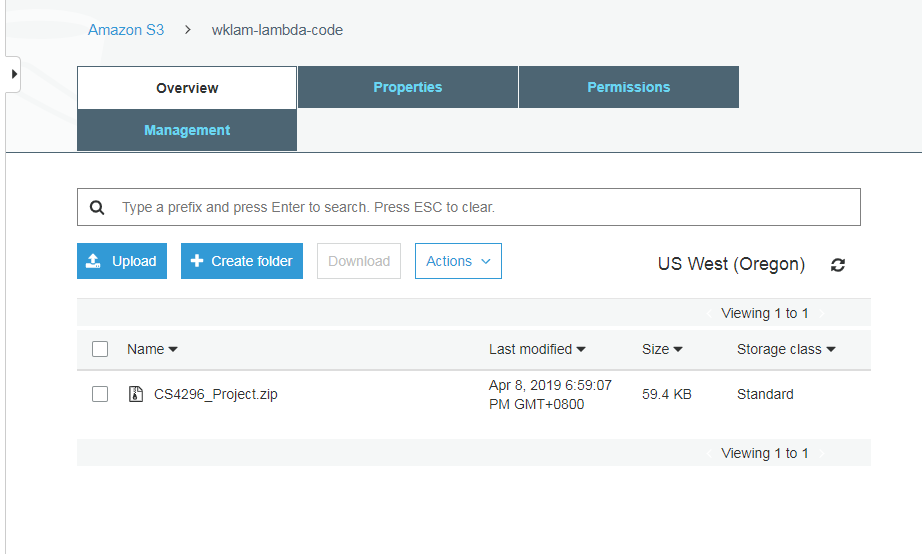 Amazon S3 > wklam-lambda-code
Overview Properties Permissions
Management
Type a prefix and press Enter to search. Press ESC to clear.
Upload Create folder Download Actions US West (Oregon)
Viewing 1 to 1
Name Last modified Size Storage class
CS4296_Project.zip Apr 8, 2019 6:59:07 59.4 KB Standard
PM GMT+0800
Viewing 1 to 1